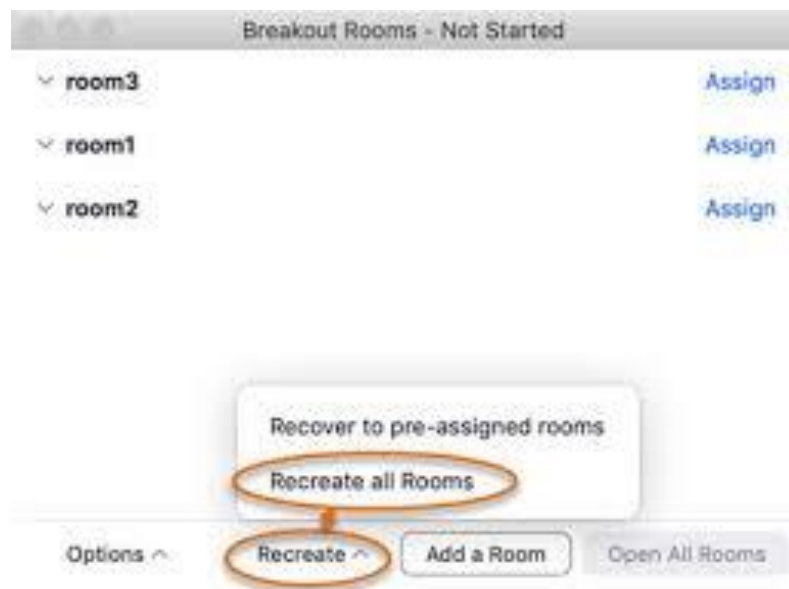 Breakout Rooms - Not Started
room3 Assign
room1 Assign
room2 Assign
Recover to pre-assigned rooms
Recreate all Rooms
Options Recreate Add a Room Open All Rooms